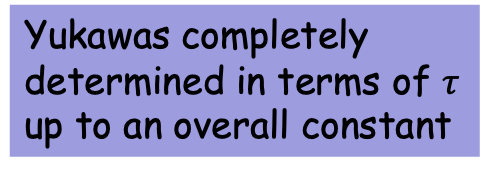 Yukawas completely
determined in terms of τ
up to an overall constant